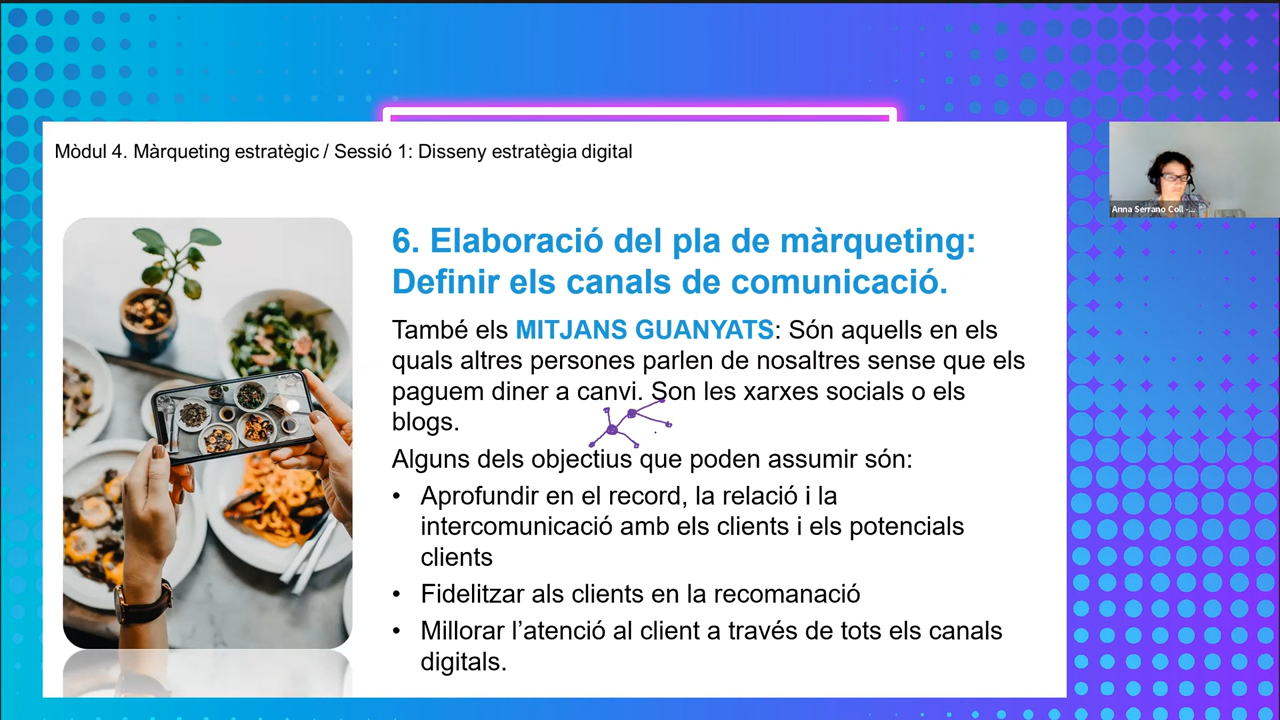 Mòdul 4. Màrqueting estratègic / Sessió 1: Disseny estratègia digital
Anna Serrano Coll -...
6. Elaboració del pla de màrqueting:
Definir els canals de comunicació.
També els MITJANS GUANYATS: Són aquells en els
quals altres persones parlen de nosaltres sense que els
paguem diner a canvi. Son les xarxes socials o els
blogs.
Alguns dels objectius que poden assumir són:
• Aprofundir en el record, la relació i la
intercomunicació amb els clients i els potencials
clients
• Fidelitzar als clients en la recomanació
• Millorar l’atenció al client a través de tots els canals
digitals.